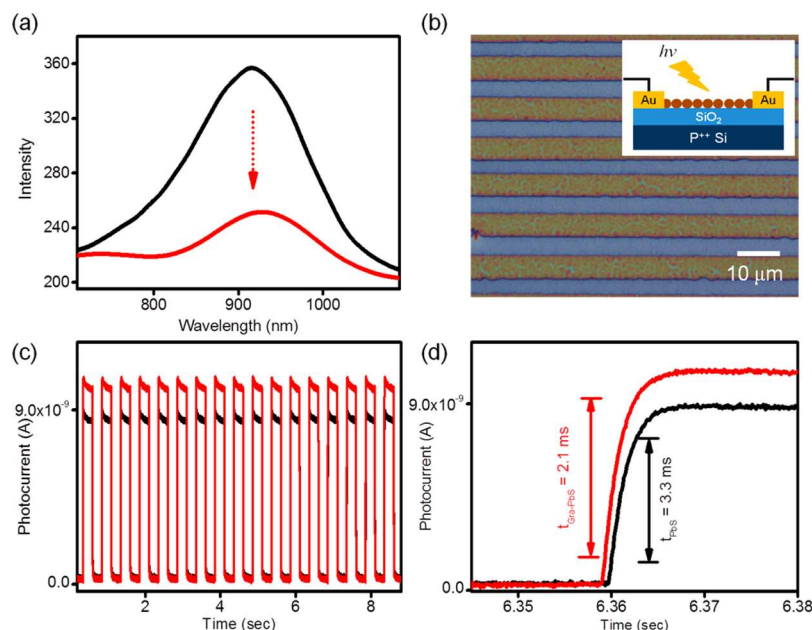 (a)
360
320
280
240
200
Intensity
800
900
1000
Wavelength (nm)
(b)
hν
Au
Au
SiO₂
P⁺⁺ Si
10 μm
(c)
9.0x10⁻⁹
0.0
Photocurrent (A)
2
4
6
8
Time (sec)
(d)
9.0x10⁻⁹
0.0
Photocurrent (A)
t_Gra-PbS = 2.1 ms
t_PbS = 3.3 ms
6.35
6.36
6.37
6.38
Time (sec)